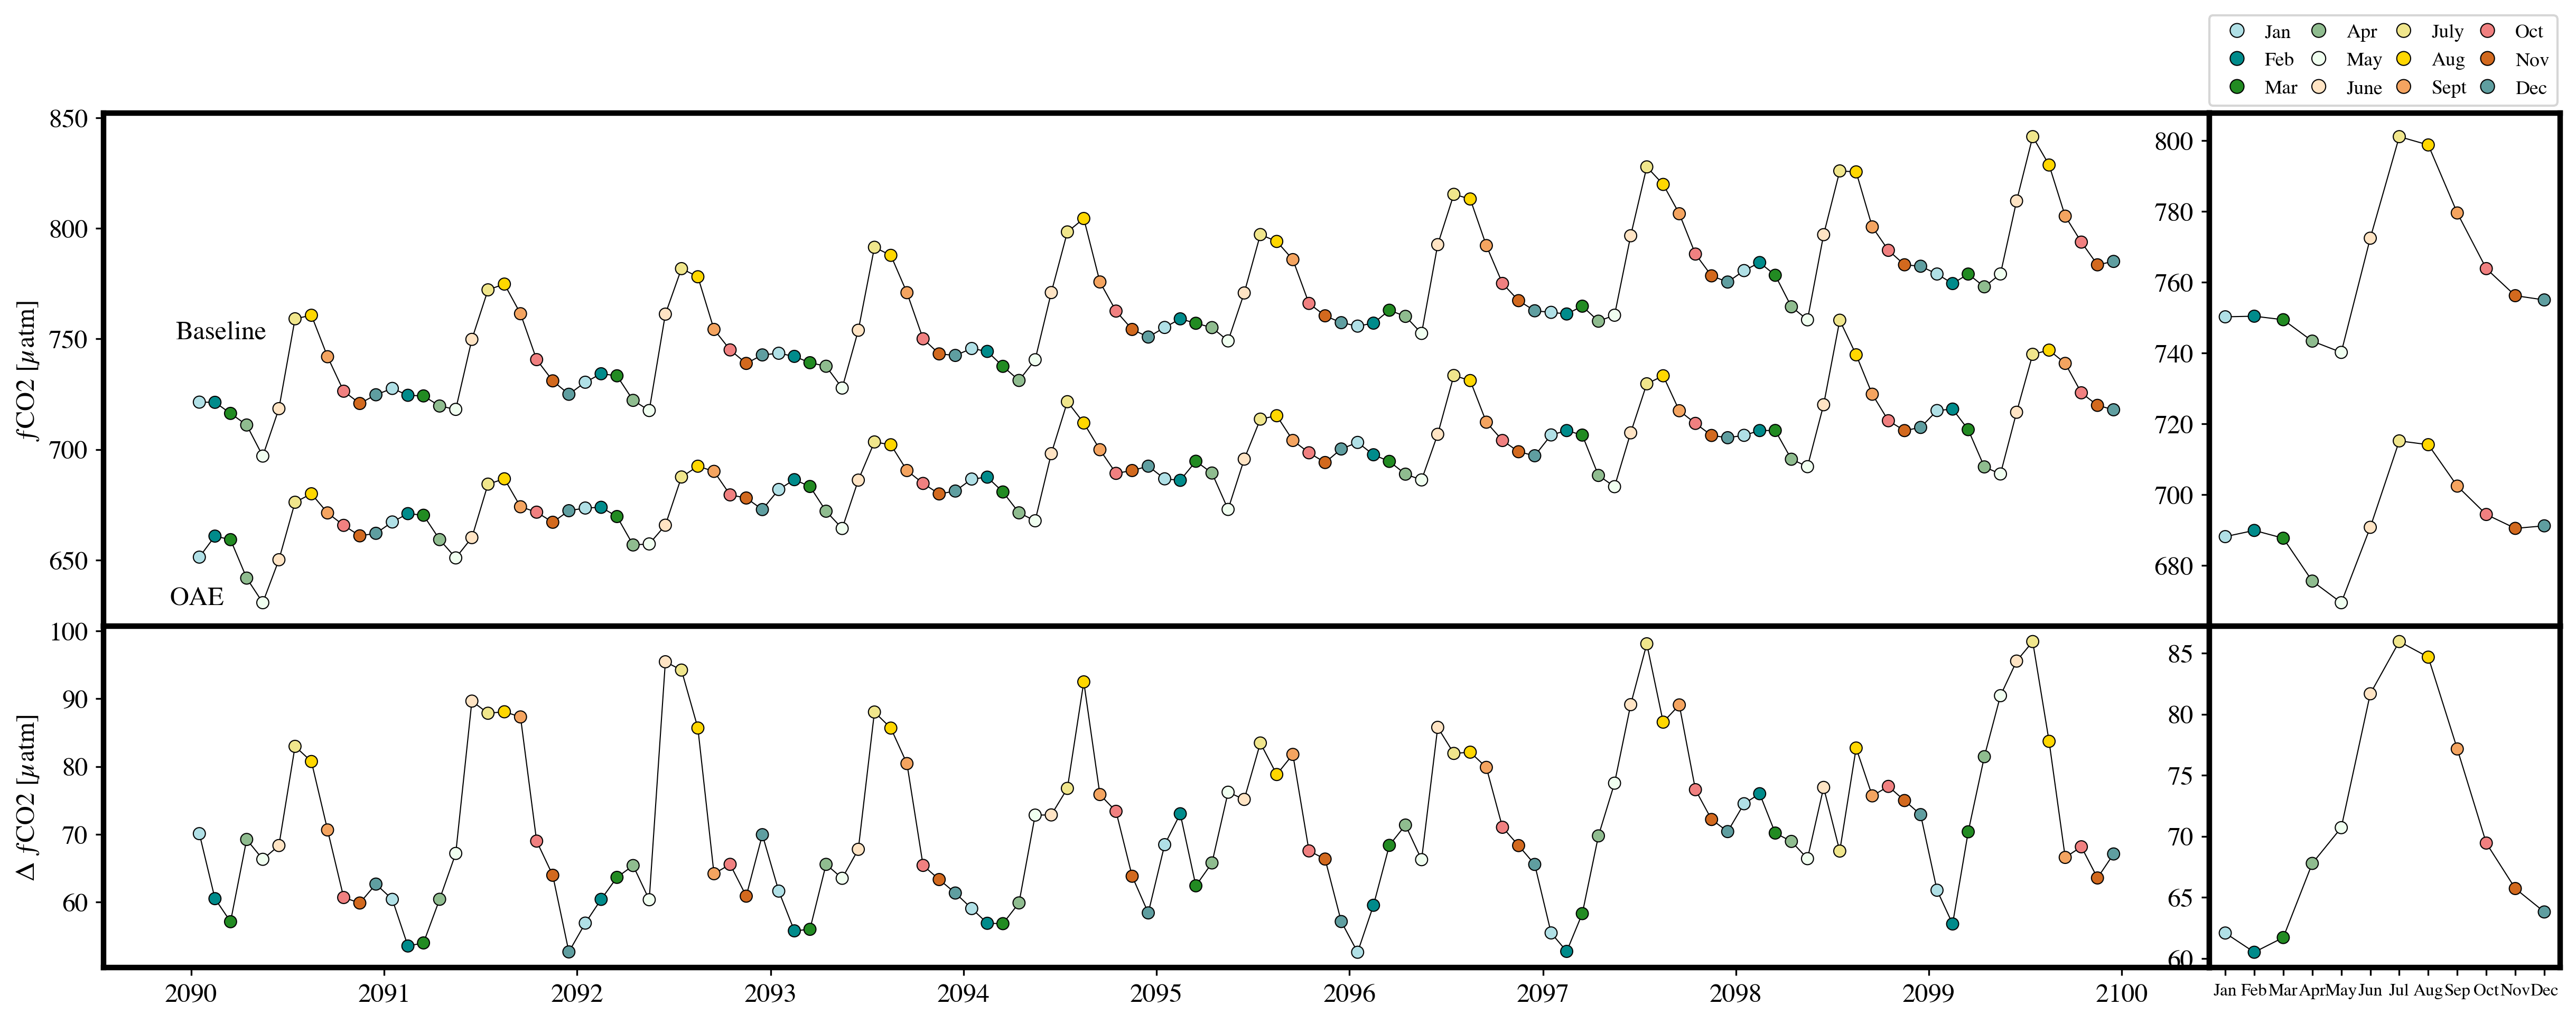 Jan Apr July Oct
Feb May Aug Nov
Mar June Sept Dec
850
800
750
700
650
fCO2 [µatm]
Baseline
OAE
800
780
760
740
720
700
680
100
90
80
70
60
Δ fCO2 [µatm]
85
80
75
70
65
60
2090 2091 2092 2093 2094 2095 2096 2097 2098 2099 2100
Jan Feb Mar Apr May Jun Jul Aug Sep Oct Nov Dec